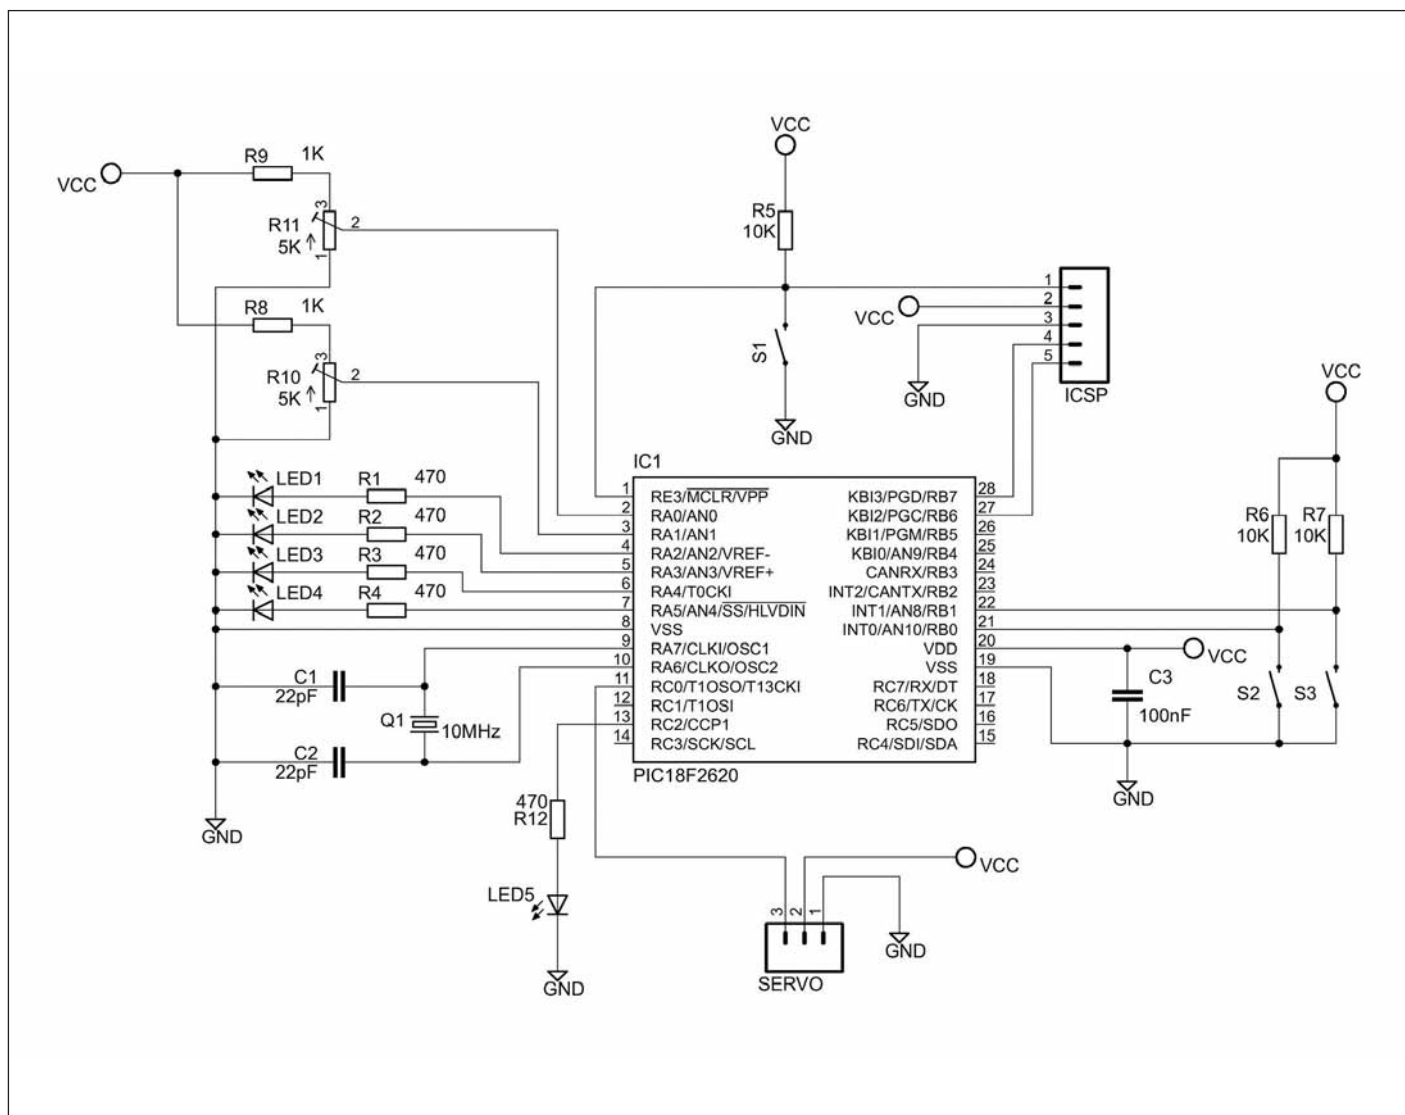 VCC
R9 1K
VCC
3
R11
5K
2
1
R8 1K
3
R10
5K
2
1
R5
10K
S1
GND
VCC
GND
1
2
3
4
5
ICSP
VCC
R6
10K
R7
10K
IC1
LED1 R1 470
LED2 R2 470
LED3 R3 470
LED4 R4 470
1 RE3/MCLR/VPP
2 RA0/AN0
3 RA1/AN1
4 RA2/AN2/VREF-
5 RA3/AN3/VREF+
6 RA4/T0CKI
7 RA5/AN4/SS/HLVDIN
8 VSS
9 RA7/CLKI/OSC1
10 RA6/CLKO/OSC2
11 RC0/T1OSO/T13CKI
12 RC1/T1OSI
13 RC2/CCP1
14 RC3/SCK/SCL
KBI3/PGD/RB7 28
KBI2/PGC/RB6 27
KBI1/PGM/RB5 26
KBI0/AN9/RB4 25
CANRX/RB3 24
INT2/CANTX/RB2 23
INT1/AN8/RB1 22
INT0/AN10/RB0 21
VDD 20
VSS 19
RC7/RX/DT 18
RC6/TX/CK 17
RC5/SDO 16
RC4/SDI/SDA 15
PIC18F2620
C1
22pF
Q1
10MHz
C2
22pF
GND
VCC
C3
100nF
S2
S3
GND
470
R12
LED5
GND
3
2
1
SERVO
VCC
GND